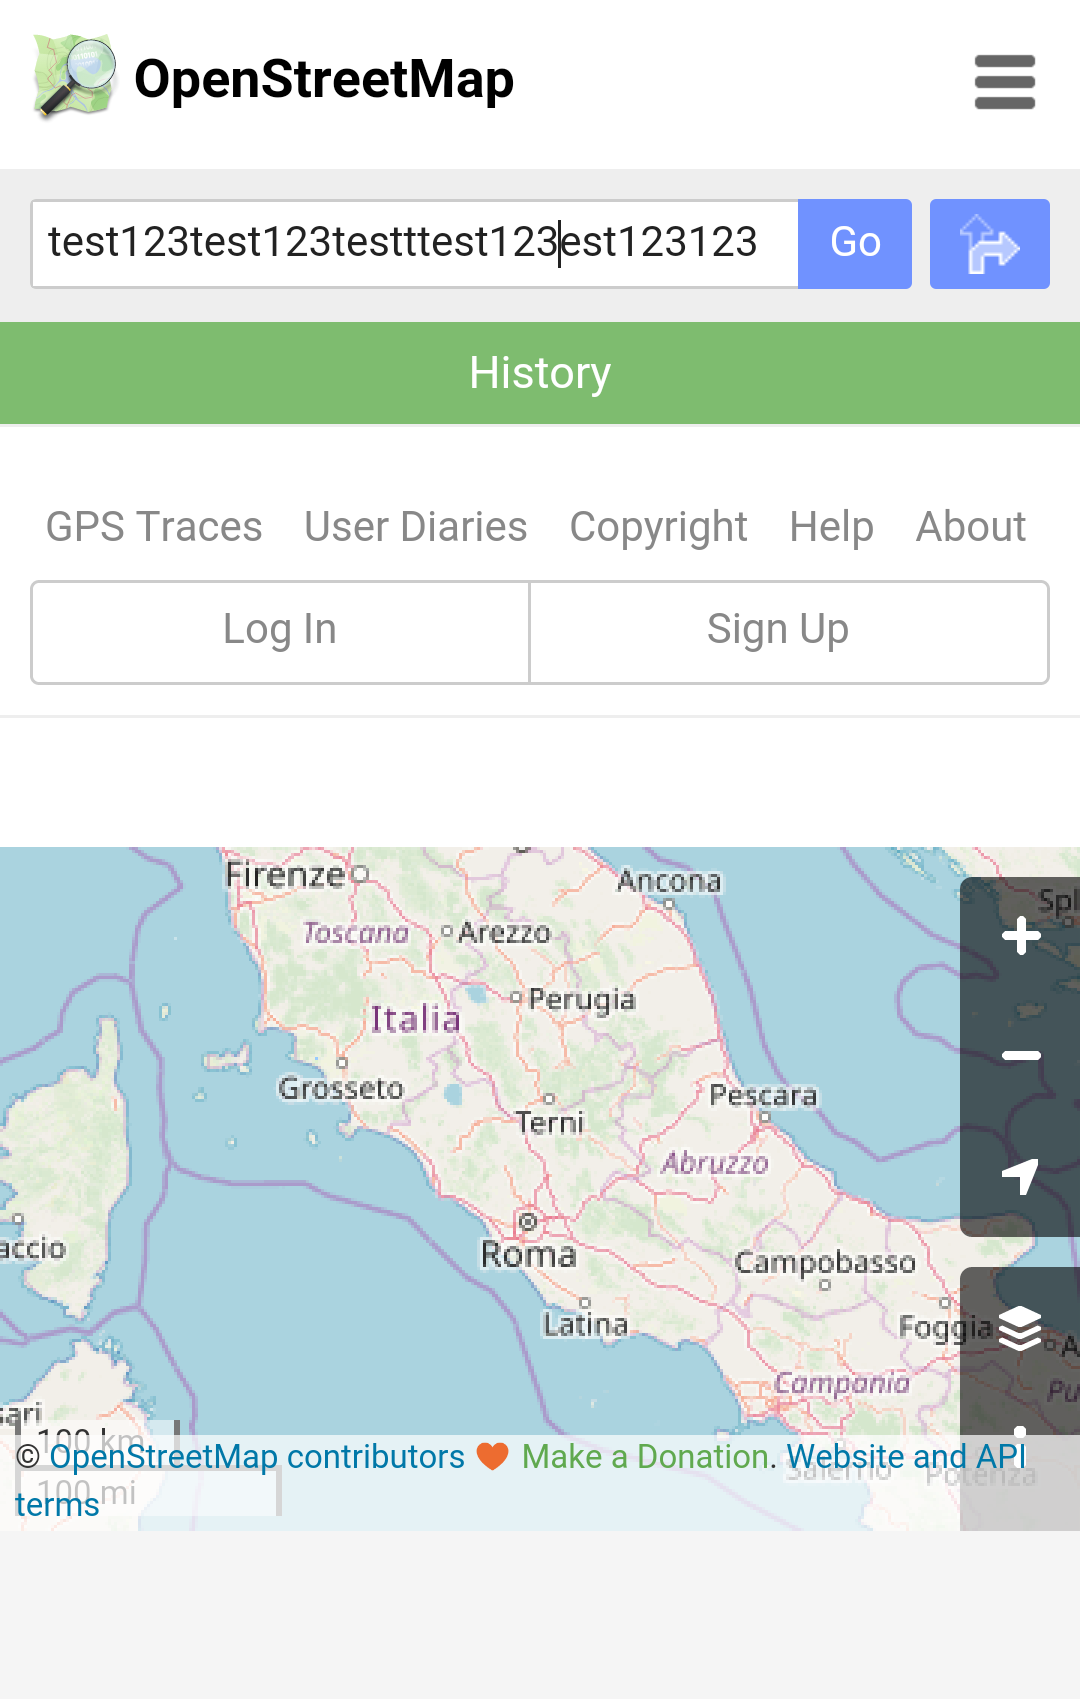 OpenStreetMap
test123test123testttest123est123123
Go
History
GPS Traces User Diaries Copyright Help About
Log In Sign Up
Firenze
Ancona
Spl
Toscana
Arezzo
Perugia
Italia
Grosseto
Pescara
Terni
Abruzzo
accio
Roma
Campobasso
Latina
Foggia
A
Campania
Pu
sari
100 km
© OpenStreetMap contributors Make a Donation. Website and API
Salerno
Potenza
100 mi
terms